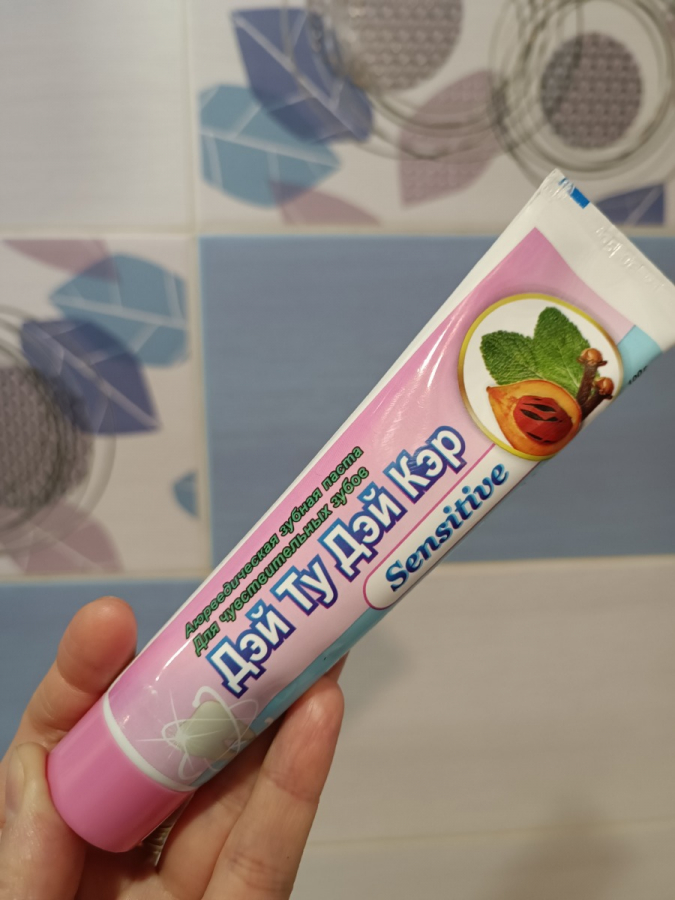 Аюрведическая зубная паста
Для чувствительных зубов
Дэй Ту Дэй Кэр
Sensitive